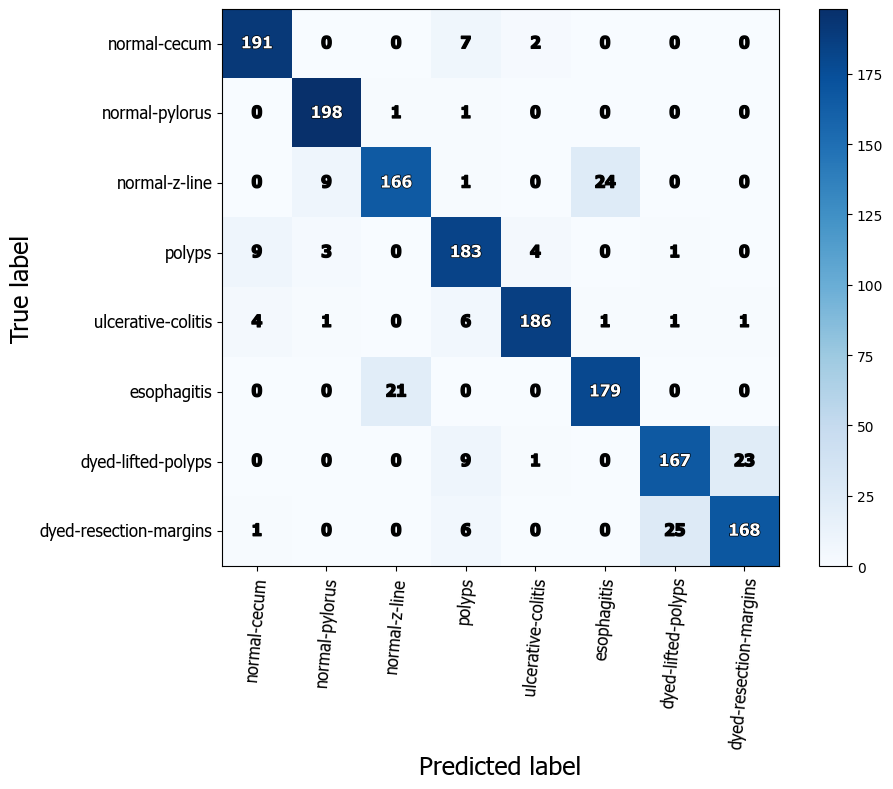 normal-cecum 191 0 0 7 2 0 0 0
normal-pylorus 0 198 1 1 0 0 0 0
normal-z-line 0 9 166 1 0 24 0 0
polyps 9 3 0 183 4 0 1 0
ulcerative-colitis 4 1 0 6 186 1 1 1
esophagitis 0 0 21 0 0 179 0 0
dyed-lifted-polyps 0 0 0 9 1 0 167 23
dyed-resection-margins 1 0 0 6 0 0 25 168
True label
normal-cecum
normal-pylorus
normal-z-line
polyps
ulcerative-colitis
esophagitis
dyed-lifted-polyps
dyed-resection-margins
Predicted label
175
150
125
100
75
50
25
0